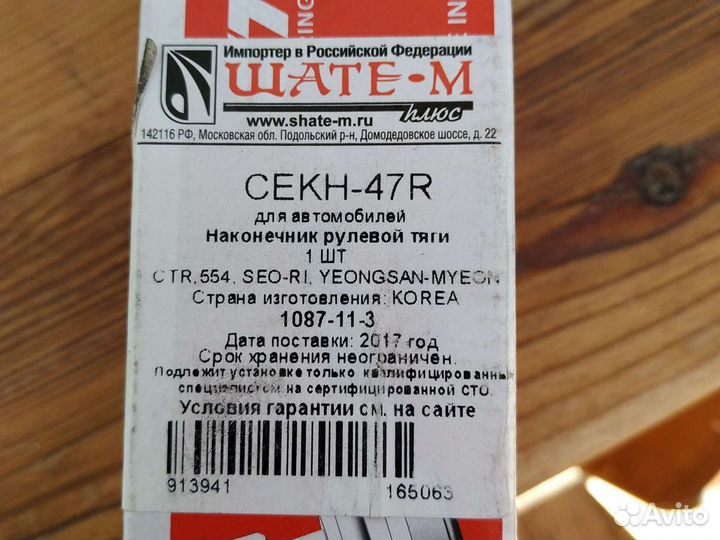 Импортер в Российской Федерации
ШАТЕ-М
плюс
www.shate-m.ru
142116 РФ, Московская обл. Подольский р-н, Домодедовское шоссе, д. 22
CEKH-47R
для автомобилей
Наконечник рулевой тяги
1 ШТ
CTR,554, SEO-RI, YEONGSAN-MYEON
Страна изготовления: KOREA
1087-11-3
Дата поставки: 2017 год
Срок хранения неограничен.
Подлежит установке только квалифицированным
специалистом на сертифицированной СТО.
Условия гарантии см. на сайте
913941
165063
Avito